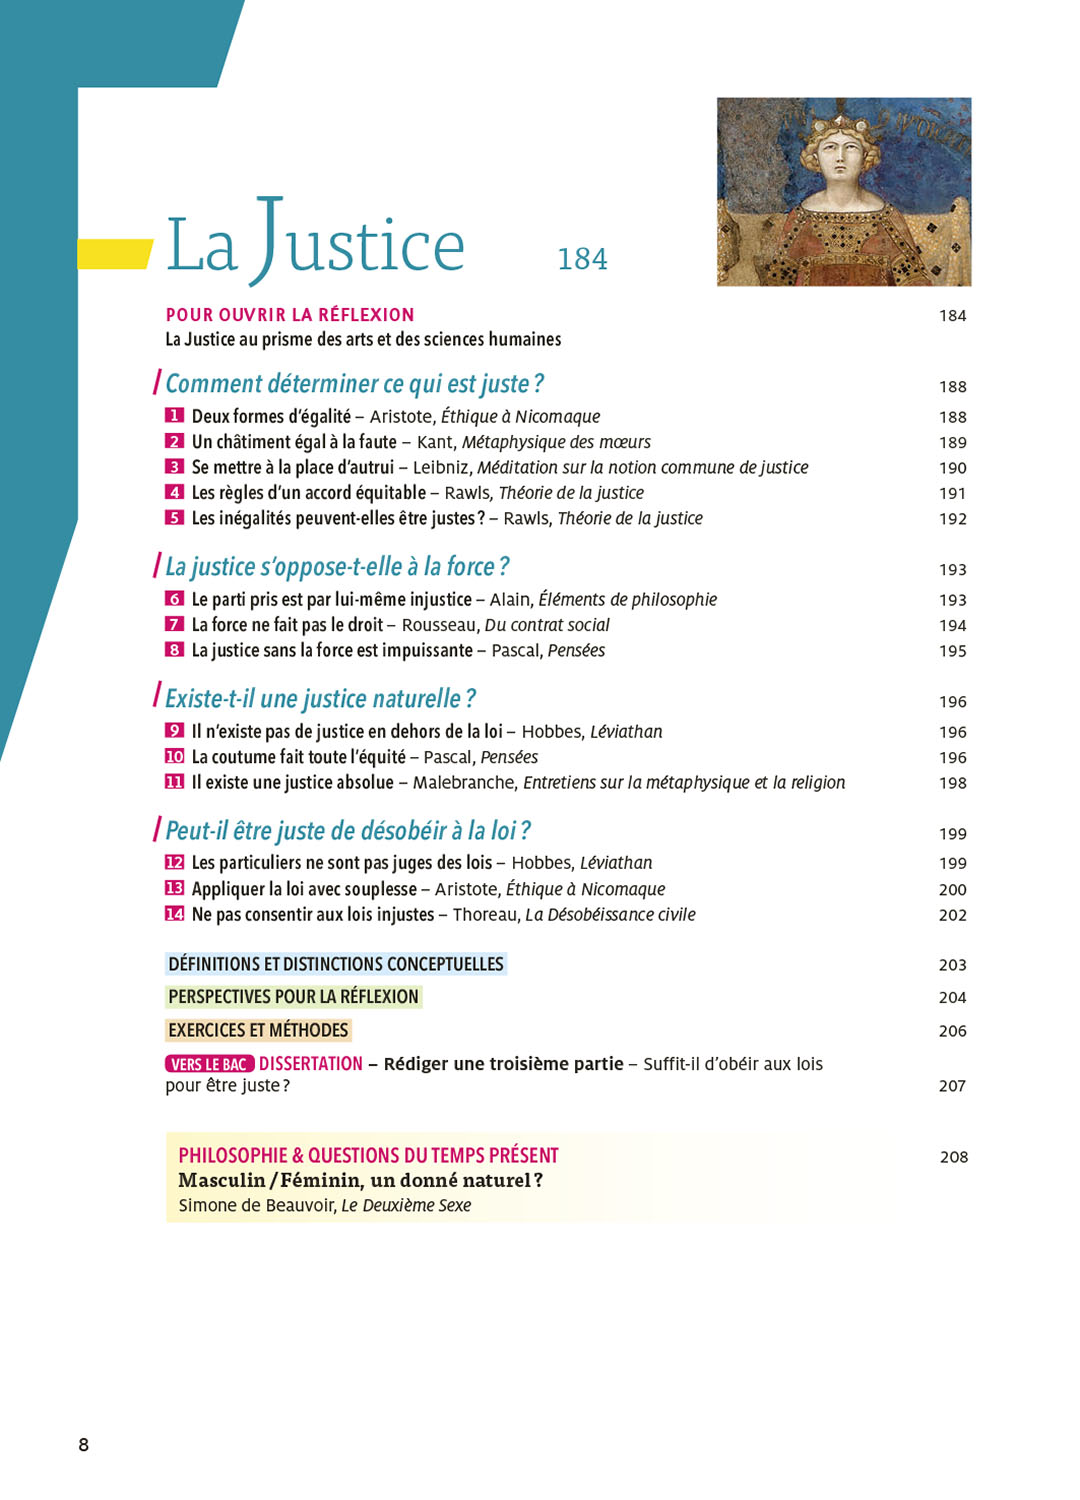 La Justice 184
POUR OUVRIR LA RÉFLEXION 184
La Justice au prisme des arts et des sciences humaines
Comment déterminer ce qui est juste ? 188
1 Deux formes d’égalité – Aristote, Éthique à Nicomaque 188
2 Un châtiment égal à la faute – Kant, Métaphysique des mœurs 189
3 Se mettre à la place d’autrui – Leibniz, Méditation sur la notion commune de justice 190
4 Les règles d’un accord équitable – Rawls, Théorie de la justice 191
5 Les inégalités peuvent-elles être justes ? – Rawls, Théorie de la justice 192
La justice s’oppose-t-elle à la force ? 193
6 Le parti pris est par lui-même injustice – Alain, Éléments de philosophie 193
7 La force ne fait pas le droit – Rousseau, Du contrat social 194
8 La justice sans la force est impuissante – Pascal, Pensées 195
Existe-t-il une justice naturelle ? 196
9 Il n’existe pas de justice en dehors de la loi – Hobbes, Léviathan 196
10 La coutume fait toute l’équité – Pascal, Pensées 196
11 Il existe une justice absolue – Malebranche, Entretiens sur la métaphysique et la religion 198
Peut-il être juste de désobéir à la loi ? 199
12 Les particuliers ne sont pas juges des lois – Hobbes, Léviathan 199
13 Appliquer la loi avec souplesse – Aristote, Éthique à Nicomaque 200
14 Ne pas consentir aux lois injustes – Thoreau, La Désobéissance civile 202
DÉFINITIONS ET DISTINCTIONS CONCEPTUELLES 203
PERSPECTIVES POUR LA RÉFLEXION 204
EXERCICES ET MÉTHODES 206
VERS LE BAC DISSERTATION – Rédiger une troisième partie – Suffit-il d’obéir aux lois
pour être juste ? 207
PHILOSOPHIE & QUESTIONS DU TEMPS PRÉSENT 208
Masculin / Féminin, un donné naturel ?
Simone de Beauvoir, Le Deuxième Sexe
8